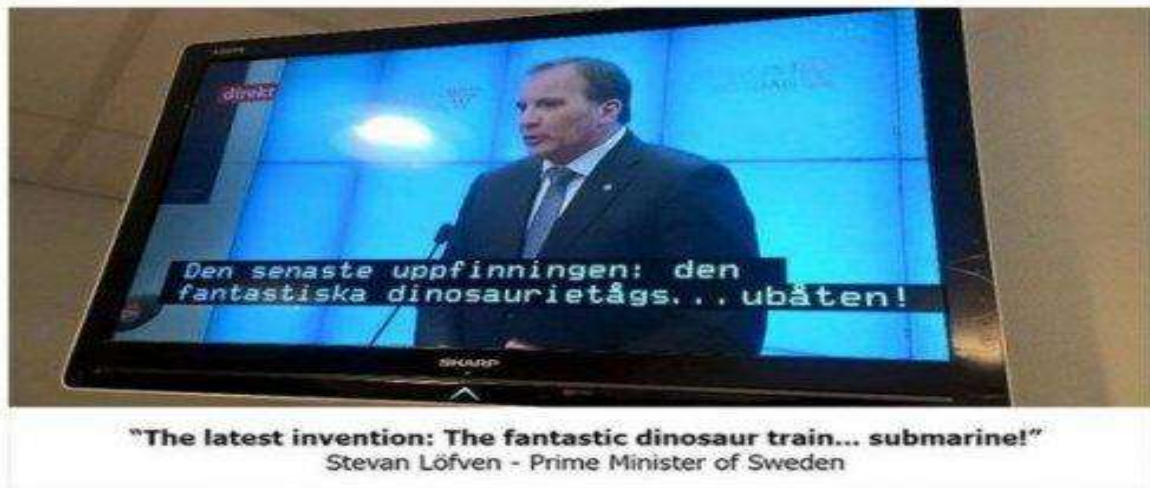 direkt
Den senaste uppfinningen: den
fantastiska dinosaurietågs...ubåten!
SHARP
"The latest invention: The fantastic dinosaur train... submarine!"
Stevan Löfven - Prime Minister of Sweden